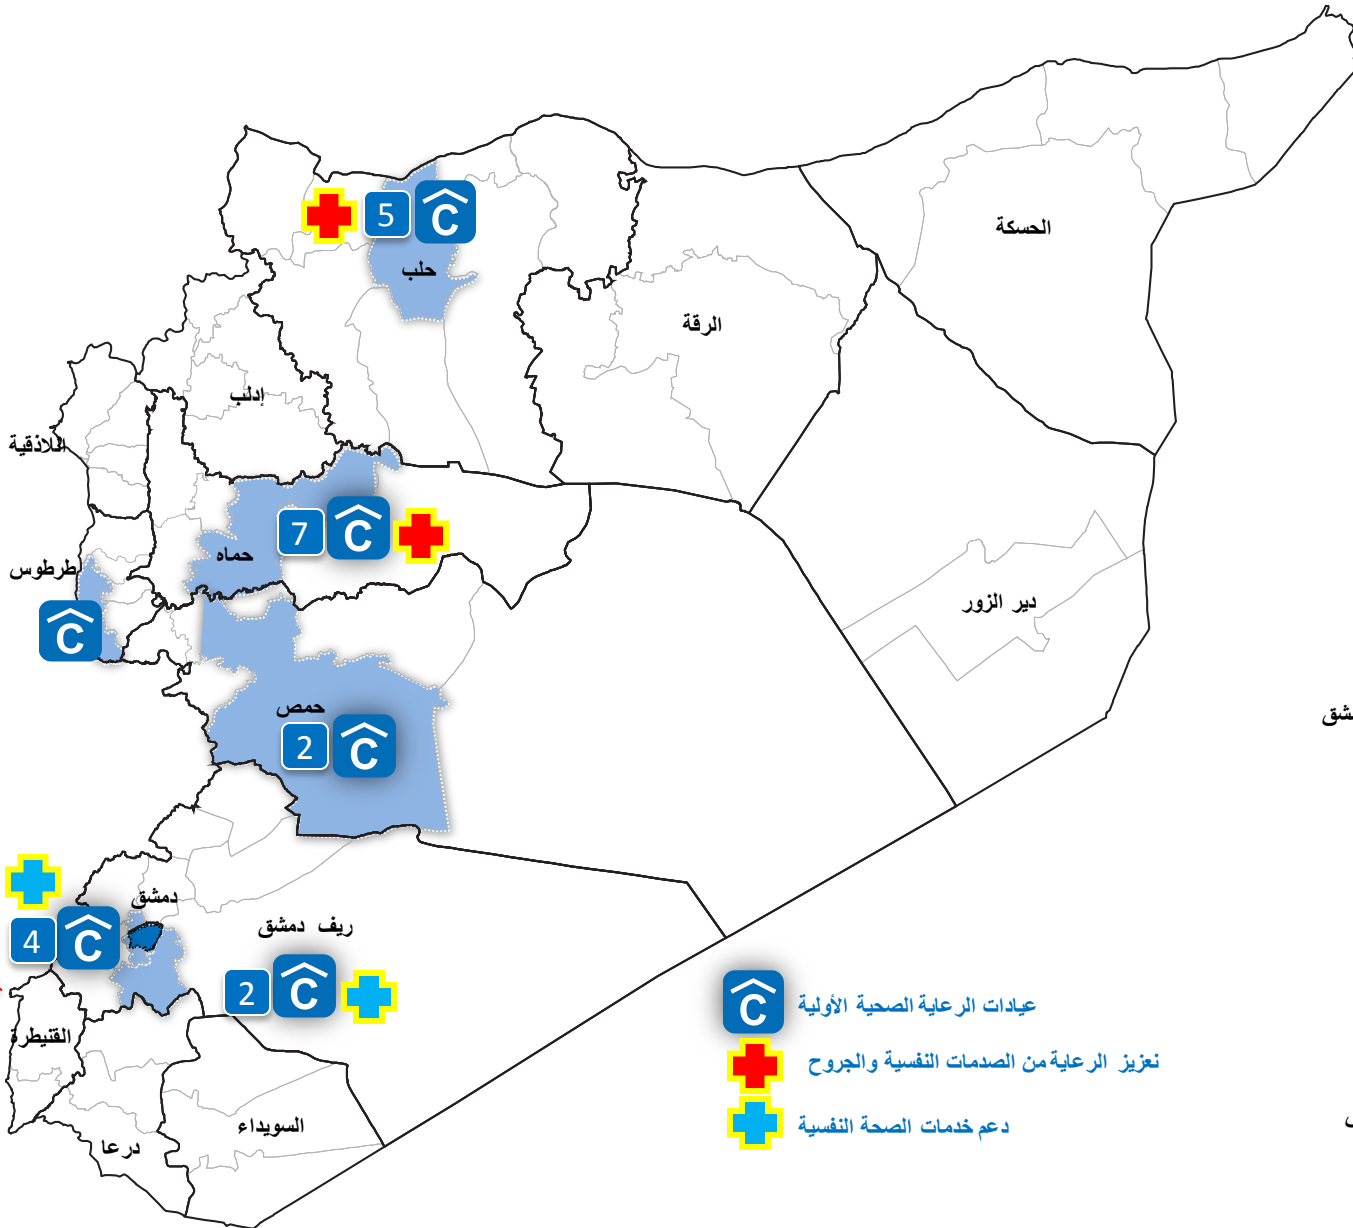 الحسكة
5 C
حلب
الرقة
إدلب
اللاذقية
7 C
حماه
طرطوس
C
دير الزور
حمص
2 C
دمشق
4 C
ريف دمشق
2 C
القنيطرة
السويداء
درعا
C عيادات الرعاية الصحية الأولية
نعزيز الرعاية من الصدمات النفسية والجروح
دعم خدمات الصحة النفسية